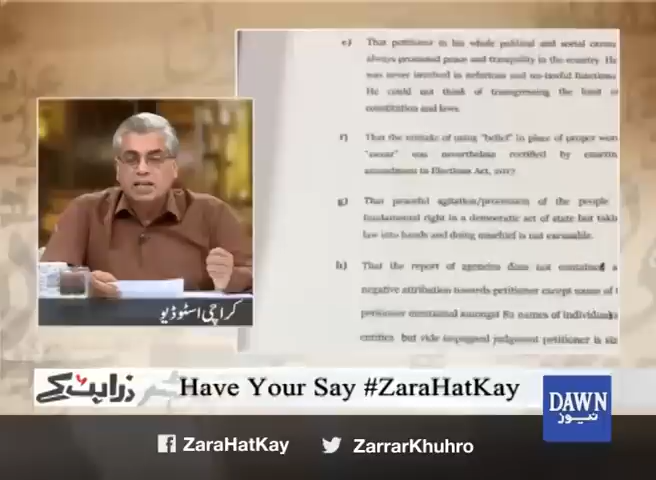 e) That petitioner in his whole political and social career
always promoted peace and tranquility in the country. He
was never involved in nefarious and un-lawful functions.
He could not think of transgressing the limit o
constitution and laws.
f) That the mistake of using "belief" in place of proper wor
"swear" was nevertheless rectified by enactin
amendment in Elections Act, 2017
g) That peaceful agitation/procession of the people
fundamental right in a democratic act of state but takin
law into hands and doing mischief is not excusable.
h) That the report of agencies does not contained a
negative attribution towards petitioner except name of t
petitioner contained amongst 82 names of individuals
entities but vide impugned judgment petitioner is
کراچی اسٹوڈیو
ذرا ہٹ کے
Have Your Say #ZaraHatKay
DAWN
نیوز
ZaraHatKay
ZarrarKhuhro